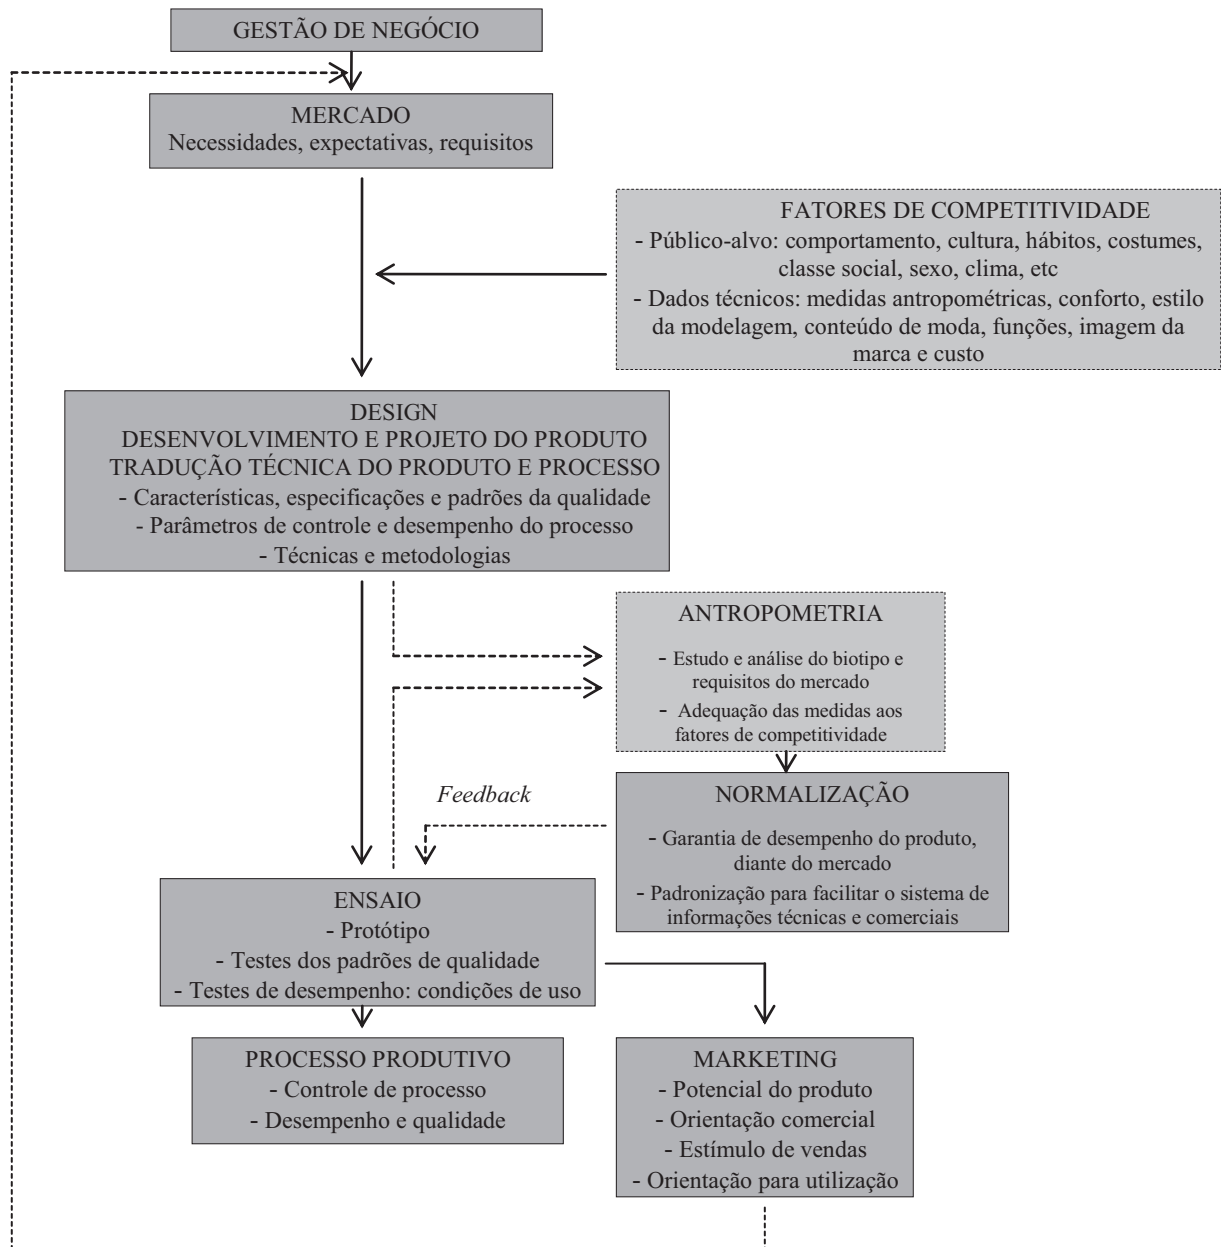 GESTÃO DE NEGÓCIO
MERCADO
Necessidades, expectativas, requisitos
FATORES DE COMPETITIVIDADE
- Público-alvo: comportamento, cultura, hábitos, costumes,
classe social, sexo, clima, etc
- Dados técnicos: medidas antropométricas, conforto, estilo
da modelagem, conteúdo de moda, funções, imagem da
marca e custo
DESIGN
DESENVOLVIMENTO E PROJETO DO PRODUTO
TRADUÇÃO TÉCNICA DO PRODUTO E PROCESSO
- Características, especificações e padrões da qualidade
- Parâmetros de controle e desempenho do processo
- Técnicas e metodologias
ANTROPOMETRIA
- Estudo e análise do biotipo e
requisitos do mercado
- Adequação das medidas aos
fatores de competitividade
Feedback
NORMALIZAÇÃO
- Garantia de desempenho do produto,
diante do mercado
- Padronização para facilitar o sistema de
informações técnicas e comerciais
ENSAIO
- Protótipo
- Testes dos padrões de qualidade
- Testes de desempenho: condições de uso
PROCESSO PRODUTIVO
- Controle de processo
- Desempenho e qualidade
MARKETING
- Potencial do produto
- Orientação comercial
- Estímulo de vendas
- Orientação para utilização